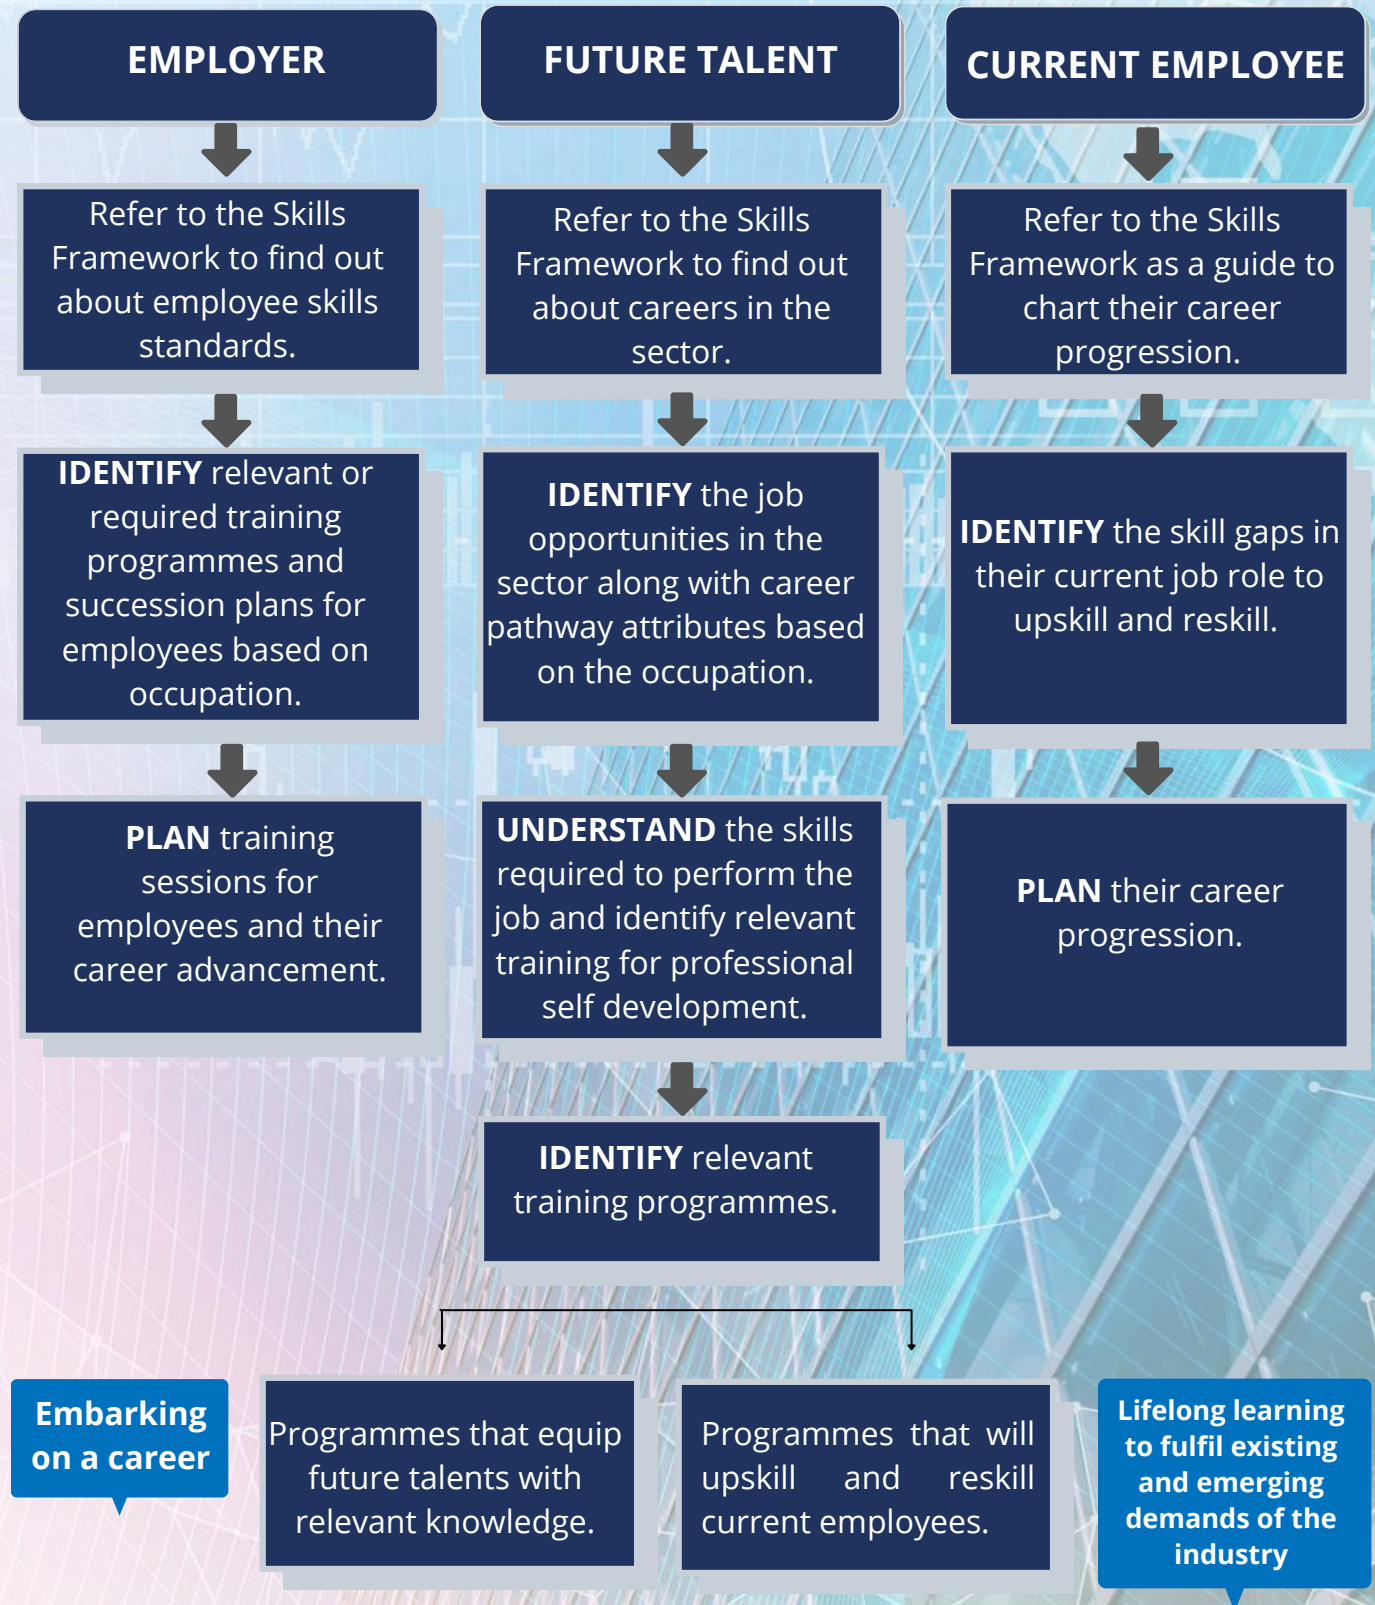 EMPLOYER
Refer to the Skills
Framework to find out
about employee skills
standards.
IDENTIFY relevant or
required training
programmes and
succession plans for
employees based on
occupation.
PLAN training
sessions for
employees and their
career advancement.
FUTURE TALENT
Refer to the Skills
Framework to find out
about careers in the
sector.
IDENTIFY the job
opportunities in the
sector along with career
pathway attributes based
on the occupation.
UNDERSTAND the skills
required to perform the
job and identify relevant
training for professional
self development.
IDENTIFY relevant
training programmes.
CURRENT EMPLOYEE
Refer to the Skills
Framework as a guide to
chart their career
progression.
IDENTIFY the skill gaps in
their current job role to
upskill and reskill.
PLAN their career
progression.
Embarking
on a career
Programmes that equip
future talents with
relevant knowledge.
Programmes that will
upskill and reskill
current employees.
Lifelong learning
to fulfil existing
and emerging
demands of the
industry